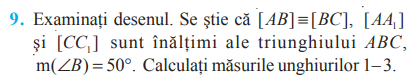 9. Examinați desenul. Se știe că [AB]≡[BC], [AA₁]
și [CC₁] sunt înălțimi ale triunghiului ABC,
m(∠B)=50°. Calculați măsurile unghiurilor 1–3.